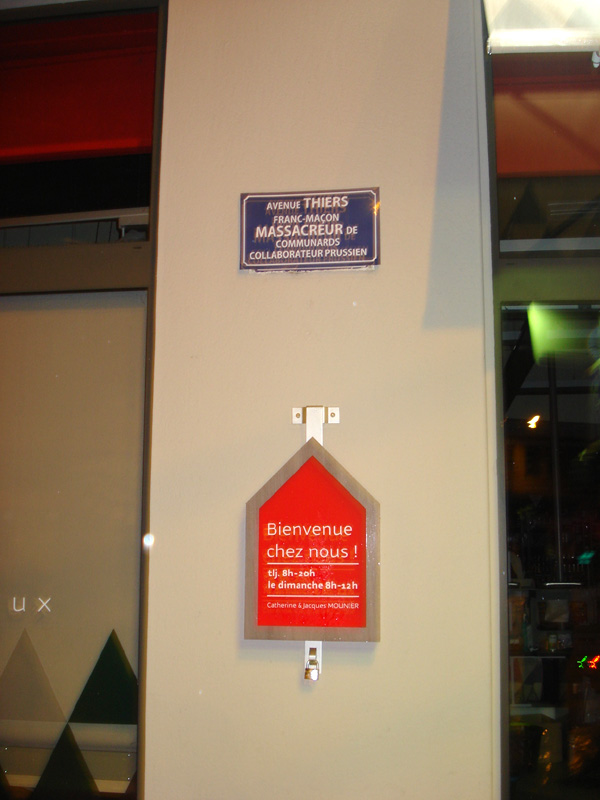 AVENUE THIERS
FRANC-MAÇON
MASSACREUR DE
COMMUNARDS
COLLABORATEUR PRUSSIEN
Bienvenue
chez nous !
tlj. 8h-20h
le dimanche 8h-12h
Catherine & Jacques MOUNIER
ux